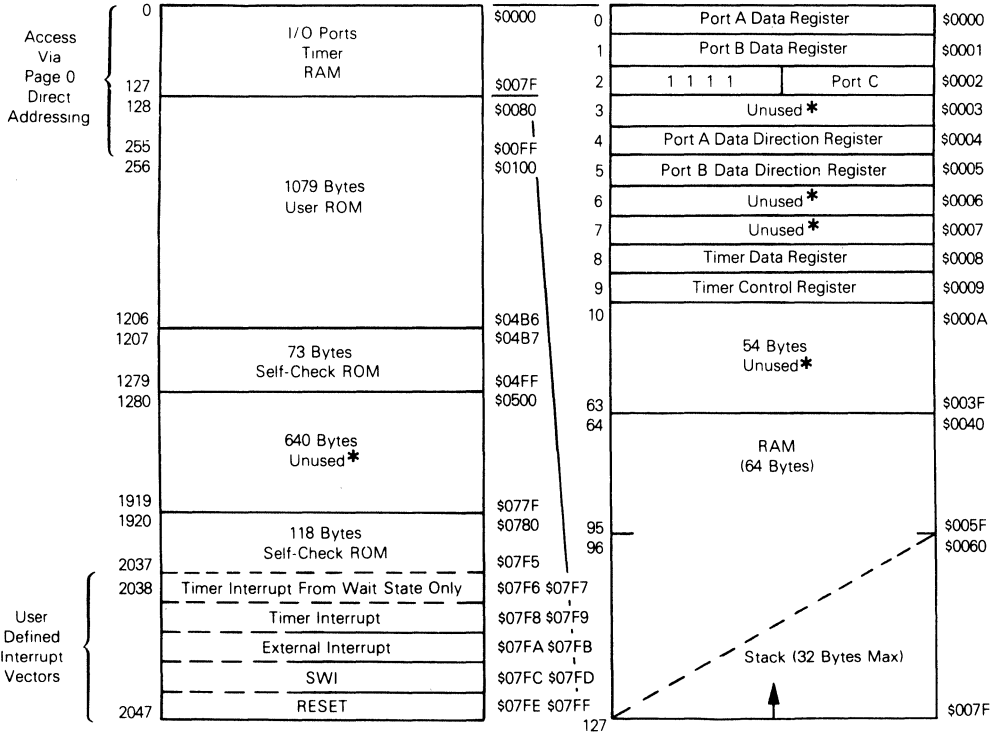 Access
Via
Page 0
Direct
Addressing
0
I/O Ports
Timer
RAM
$0000
127
$007F
128
$0080
255
$00FF
256
$0100
1079 Bytes
User ROM
1206
$04B6
1207
$04B7
73 Bytes
Self-Check ROM
1279
$04FF
1280
$0500
640 Bytes
Unused*
1919
$077F
1920
$0780
118 Bytes
Self-Check ROM
2037
$07F5
User
Defined
Interrupt
Vectors
2038
Timer Interrupt From Wait State Only $07F6 $07F7
Timer Interrupt $07F8 $07F9
External Interrupt $07FA $07FB
SWI $07FC $07FD
2047
RESET $07FE $07FF
0 Port A Data Register $0000
1 Port B Data Register $0001
2 1 1 1 1 Port C $0002
3 Unused* $0003
4 Port A Data Direction Register $0004
5 Port B Data Direction Register $0005
6 Unused* $0006
7 Unused* $0007
8 Timer Data Register $0008
9 Timer Control Register $0009
10 $000A
54 Bytes
Unused*
63 $003F
64 $0040
RAM
(64 Bytes)
95 $005F
96 $0060
Stack (32 Bytes Max)
127 $007F